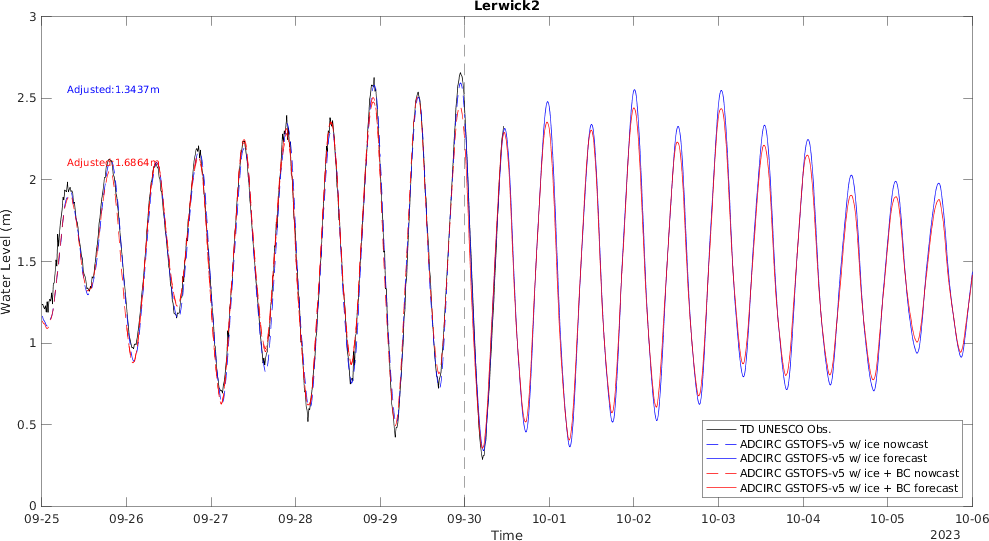 Lerwick2
3
2.5
2
1.5
1
0.5
0
Water Level (m)
Adjusted:1.3437m
Adjusted:1.6864m
TD UNESCO Obs.
ADCIRC GSTOFS-v5 w/ ice nowcast
ADCIRC GSTOFS-v5 w/ ice forecast
ADCIRC GSTOFS-v5 w/ ice + BC nowcast
ADCIRC GSTOFS-v5 w/ ice + BC forecast
09-25 09-26 09-27 09-28 09-29 09-30 10-01 10-02 10-03 10-04 10-05 10-06
Time
2023